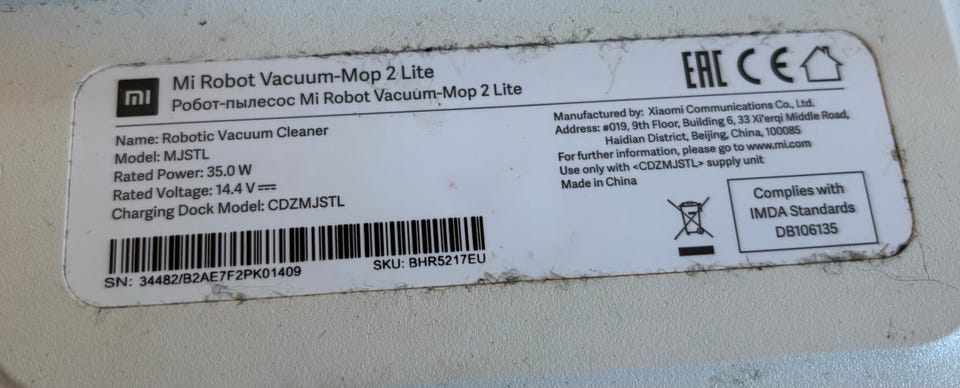 mi
Mi Robot Vacuum-Mop 2 Lite
Робот-пылесос Mi Robot Vacuum-Mop 2 Lite
Name: Robotic Vacuum Cleaner
Model: MJSTL
Rated Power: 35.0 W
Rated Voltage: 14.4 V⎓
Charging Dock Model: CDZMJSTL
SN: 34482/B2AE7F2PK01409
SKU: BHR5217EU
EAC CE
Manufactured by: Xiaomi Communications Co., Ltd.
Address: #019, 9th Floor, Building 6, 33 Xi'erqi Middle Road,
Haidian District, Beijing, China, 100085
For further information, please go to www.mi.com
Use only with <CDZMJSTL> supply unit
Made in China
Complies with
IMDA Standards
DB106135